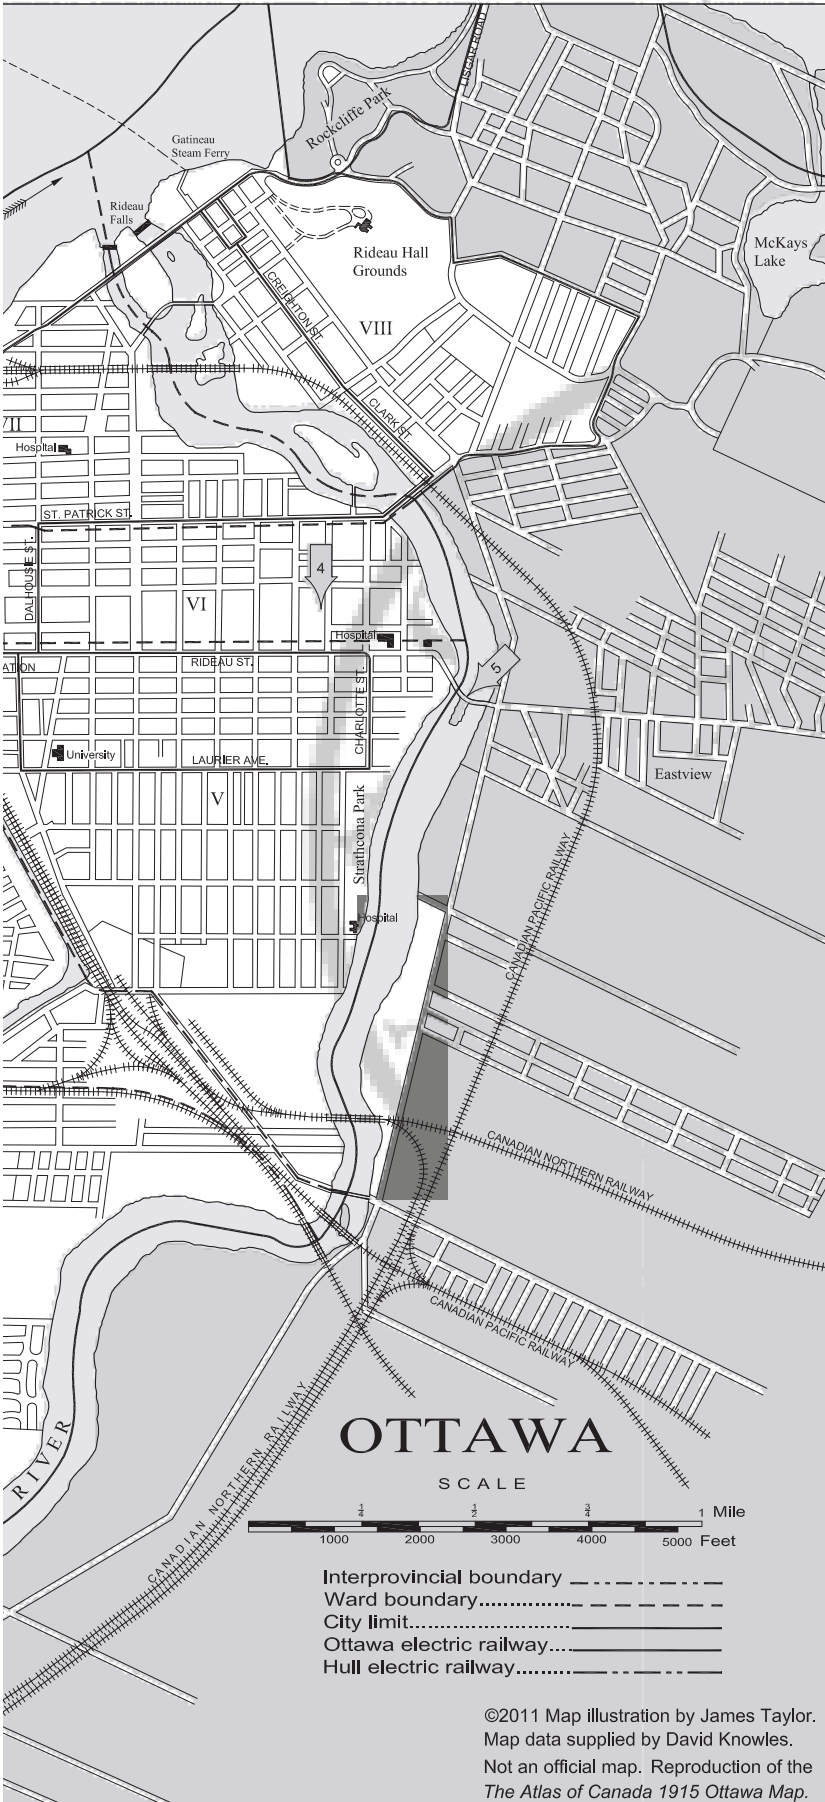 LISGAR ROAD
Rockcliffe Park
Gatineau
Steam Ferry
Rideau
Falls
McKays
Lake
Rideau Hall
Grounds
CREIGHTON ST.
VIII
CLARK ST.
VII
Hospital
ST. PATRICK ST.
DALHOUSIE ST.
4
VI
Hospital
RIDEAU ST.
ATION
5
CHARLOTTE ST.
University
LAURIER AVE.
Eastview
V
Strathcona Park
CANADIAN PACIFIC RAILWAY
Hospital
CANADIAN NORTHERN RAILWAY
CANADIAN PACIFIC RAILWAY
CANADIAN NORTHERN RAILWAY
RIVER
OTTAWA
SCALE
1/4 1/2 3/4 1 Mile
1000 2000 3000 4000 5000 Feet
Interprovincial boundary
Ward boundary
City limit
Ottawa electric railway
Hull electric railway
©2011 Map illustration by James Taylor.
Map data supplied by David Knowles.
Not an official map. Reproduction of the
The Atlas of Canada 1915 Ottawa Map.